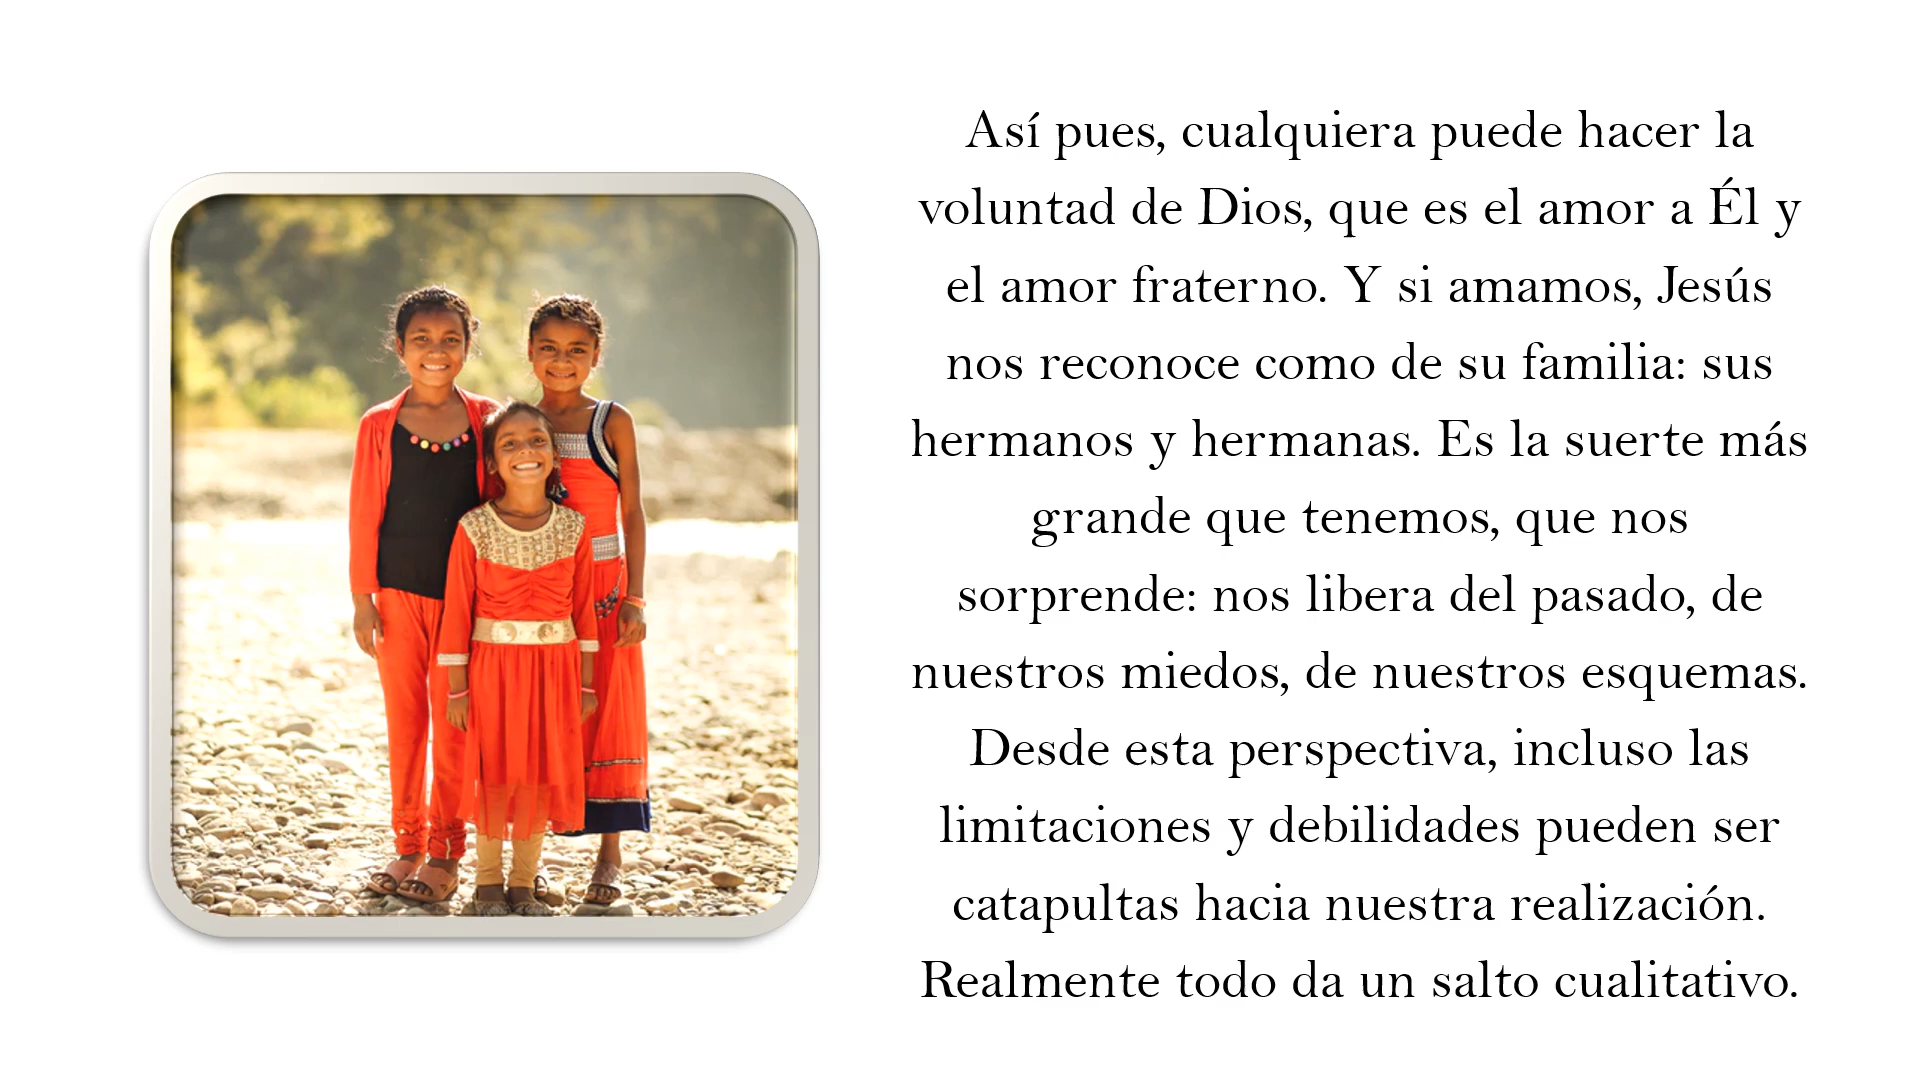 Así pues, cualquiera puede hacer la
voluntad de Dios, que es el amor a Él y
el amor fraterno. Y si amamos, Jesús
nos reconoce como de su familia: sus
hermanos y hermanas. Es la suerte más
grande que tenemos, que nos
sorprende: nos libera del pasado, de
nuestros miedos, de nuestros esquemas.
Desde esta perspectiva, incluso las
limitaciones y debilidades pueden ser
catapultas hacia nuestra realización.
Realmente todo da un salto cualitativo.